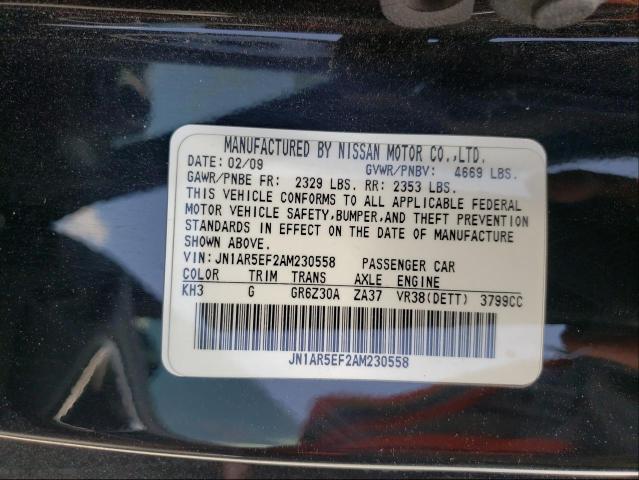 MANUFACTURED BY NISSAN MOTOR CO.,LTD.
DATE: 02/09 GVWR/PNBV: 4669 LBS.
GAWR/PNBE FR: 2329 LBS. RR: 2353 LBS.
THIS VEHICLE CONFORMS TO ALL APPLICABLE FEDERAL
MOTOR VEHICLE SAFETY,BUMPER,AND THEFT PREVENTION
STANDARDS IN EFFECT ON THE DATE OF MANUFACTURE
SHOWN ABOVE.
VIN: JN1AR5EF2AM230558 PASSENGER CAR
COLOR TRIM TRANS AXLE ENGINE
KH3 G GR6Z30A ZA37 VR38(DETT) 3799CC
JN1AR5EF2AM230558